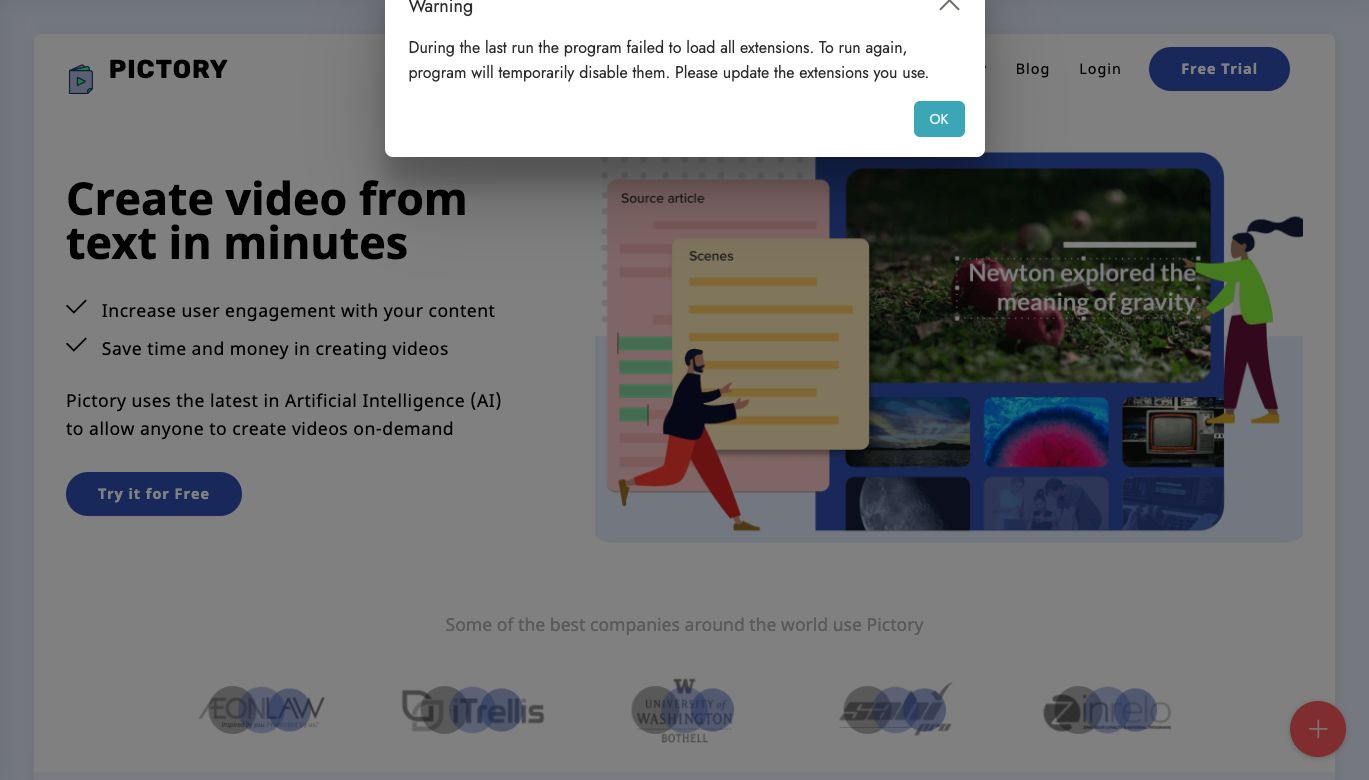 Warning
During the last run the program failed to load all extensions. To run again,
program will temporarily disable them. Please update the extensions you use.
OK
PICTORY
Blog
Login
Free Trial
Create video from
text in minutes
Increase user engagement with your content
Save time and money in creating videos
Pictory uses the latest in Artificial Intelligence (AI)
to allow anyone to create videos on-demand
Try it for Free
Source article
Scenes
Newton explored the
meaning of gravity
Some of the best companies around the world use Pictory
ÆONLAW
iTrellis
W
UNIVERSITY of
WASHINGTON
BOTHELL
pro
Zinrelo